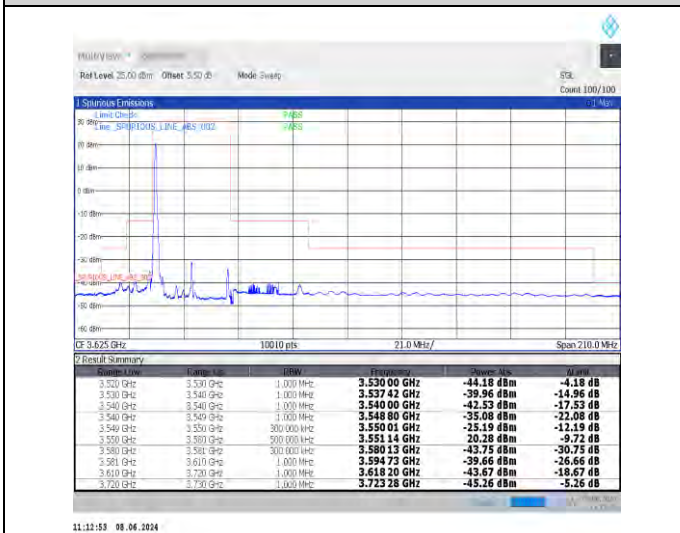 MultiView
Ref Level 25.00 dBm Offset 5.50 dB Mode Sweep SGL
Count 100/100
1 Spurious Emissions
Limit Check PASS
30 dBm
Line _SPURIOUS_LINE_ABS_002 PASS
20 dBm
10 dBm
0 dBm
-10 dBm
-20 dBm
-30 dBm
-50 dBm
-60 dBm
CF 3.625 GHz 10010 pts 21.0 MHz/ Span 210.0 MHz
2 Result Summary
Range Low Range Up RBW Frequency Power Abs ΔLimit
3.520 GHz 3.530 GHz 1.000 MHz 3.530 00 GHz -44.18 dBm -4.18 dB
3.530 GHz 3.540 GHz 1.000 MHz 3.537 42 GHz -39.96 dBm -14.96 dB
3.540 GHz 3.540 GHz 1.000 MHz 3.540 00 GHz -42.53 dBm -17.53 dB
3.540 GHz 3.549 GHz 1.000 MHz 3.548 80 GHz -35.08 dBm -22.08 dB
3.549 GHz 3.550 GHz 300.000 kHz 3.550 01 GHz -25.19 dBm -12.19 dB
3.550 GHz 3.580 GHz 500.000 kHz 3.551 14 GHz 20.28 dBm -9.72 dB
3.580 GHz 3.581 GHz 300.000 kHz 3.580 13 GHz -43.75 dBm -30.75 dB
3.581 GHz 3.610 GHz 1.000 MHz 3.594 73 GHz -39.66 dBm -26.66 dB
3.610 GHz 3.720 GHz 1.000 MHz 3.618 20 GHz -43.67 dBm -18.67 dB
3.720 GHz 3.730 GHz 1.000 MHz 3.723 28 GHz -45.26 dBm -5.26 dB
11:12:53 08.06.2024